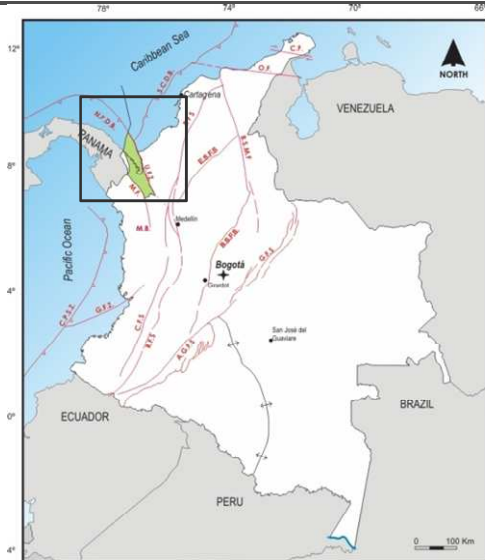 78°
74°
70°
66°
12°
8°
4°
0°
4°
Caribbean Sea
C.F.
O.F.
NORTH
S.C.D.B.
Cartagena
VENEZUELA
N.P.D.B.
PANAMA
U.F.Z.
M.F.
R.F.S
E.B.F.B.
B.S.M.F
M.B.
Medellín
Pacific Ocean
B.S.F.B.
G.F.S
Bogotá
Girardot
C.P.S.Z.
G.F.Z.
C.F.S
R.F.S
A.G.F.S
San José del
Guaviare
ECUADOR
BRAZIL
PERU
0 100 Km